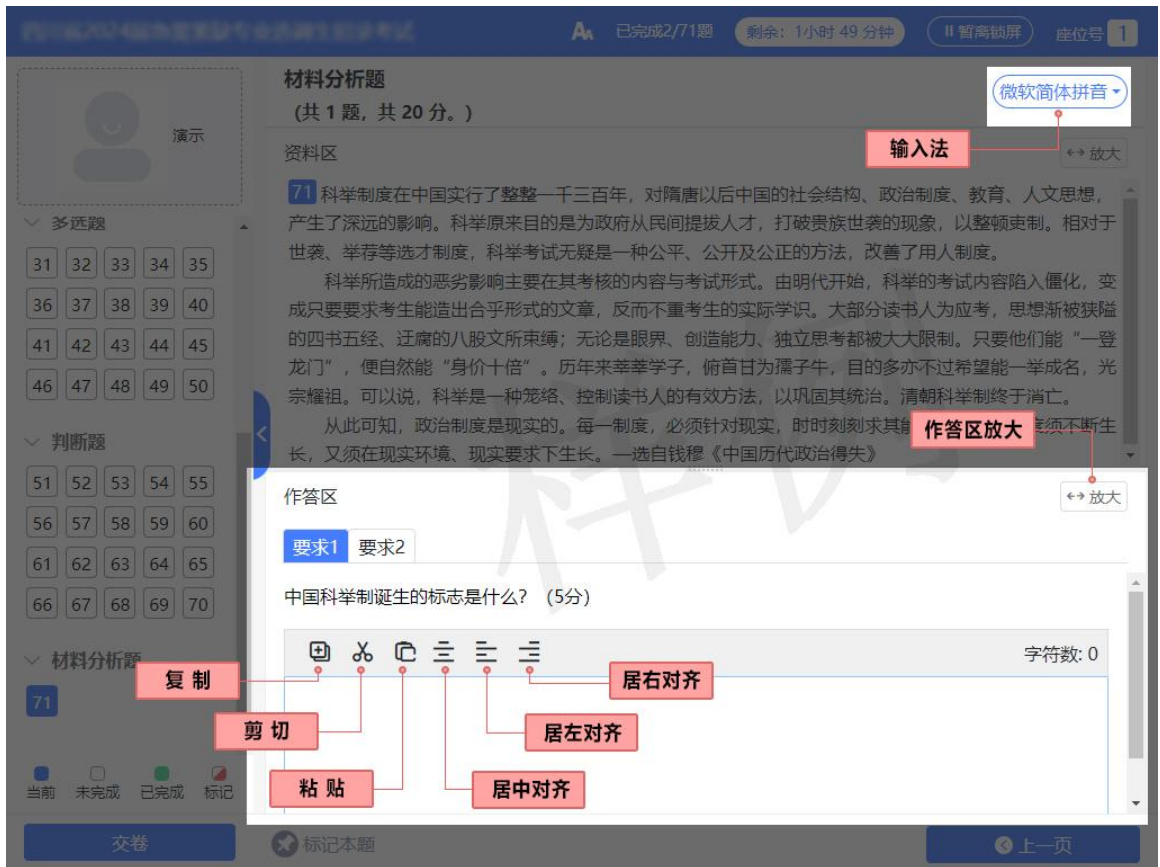 已完成2/71题
剩余：1小时 49 分钟
暂离锁屏
座位号 1
演示
多选题
31 32 33 34 35
36 37 38 39 40
41 42 43 44 45
46 47 48 49 50
判断题
51 52 53 54 55
56 57 58 59 60
61 62 63 64 65
66 67 68 69 70
材料分析题
71
当前 未完成 已完成 标记
交卷
材料分析题
（共 1 题，共 20 分。）
微软简体拼音
输入法
资料区
放大
71 科举制度在中国实行了整整一千三百年，对隋唐以后中国的社会结构、政治制度、教育、人文思想，
产生了深远的影响。科举原来目的是为政府从民间提拔人才，打破贵族世袭的现象，以整顿吏制。相对于
世袭、举荐等选才制度，科举考试无疑是一种公平、公开及公正的方法，改善了用人制度。
科举所造成的恶劣影响主要在其考核的内容与考试形式。由明代开始，科举的考试内容陷入僵化，变
成只要要求考生能造出合乎形式的文章，反而不重考生的实际学识。大部分读书人为应考，思想渐被狭隘
的四书五经、迂腐的八股文所束缚；无论是眼界、创造能力、独立思考都被大大限制。只要他们能“一登
龙门”，便自然能“身价十倍”。历年来莘莘学子，俯首甘为孺子牛，目的多亦不过希望能一举成名，光
宗耀祖。可以说，科举是一种笼络、控制读书人的有效方法，以巩固其统治。清朝科举制终于消亡。
从此可知，政治制度是现实的。每一制度，必须针对现实，时时刻刻求其能
须不断生
长，又须在现实环境、现实要求下生长。—选自钱穆《中国历代政治得失》
作答区放大
样例
作答区
放大
要求1 要求2
中国科举制诞生的标志是什么？（5分）
字符数: 0
复 制
剪 切
粘 贴
居中对齐
居左对齐
居右对齐
标记本题
上一页